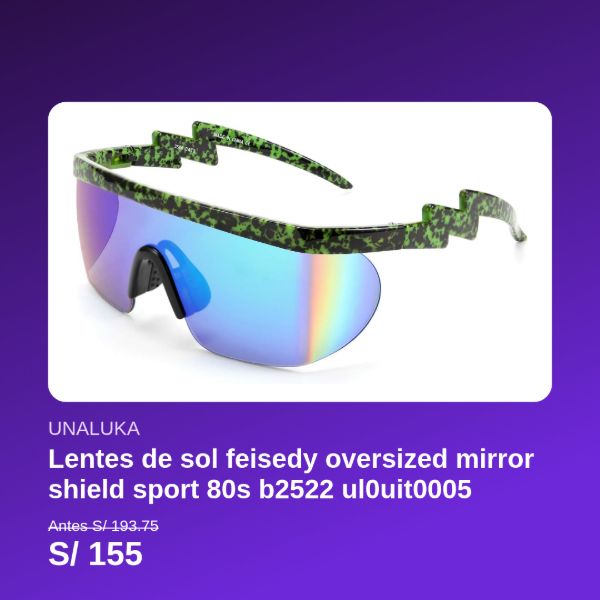 UNALUKA
Lentes de sol feisedy oversized mirror
shield sport 80s b2522 ul0uit0005
Antes S/ 193.75
S/ 155